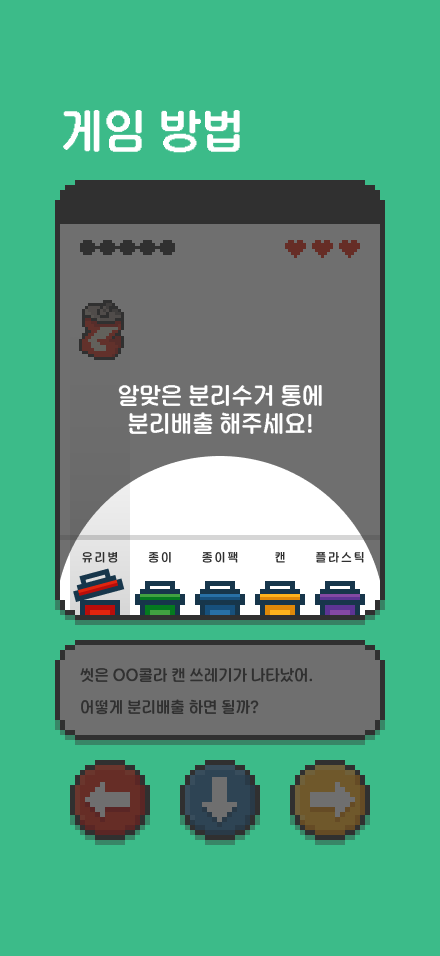 게임 방법
알맞은 분리수거 통에
분리배출 해주세요!
유리병 종이 종이팩 캔 플라스틱
씻은 OO콜라 캔 쓰레기가 나타났어.
어떻게 분리배출 하면 될까?